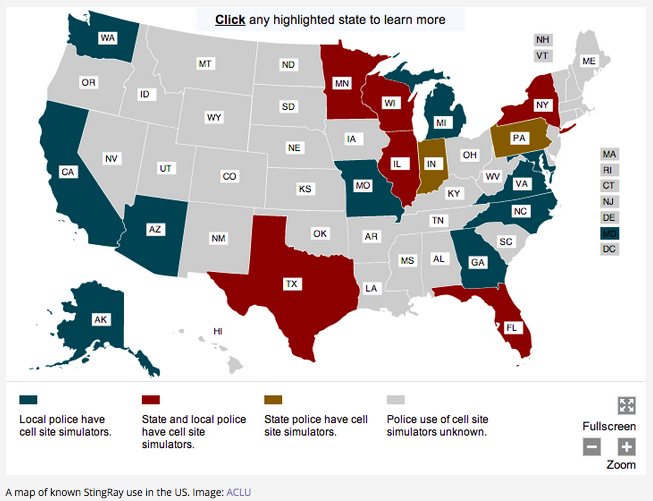 Click any highlighted state to learn more
WA
OR
CA
ID
NV
AZ
MT
WY
UT
CO
NM
ND
SD
NE
KS
OK
TX
MN
IA
MO
AR
LA
WI
IL
IN
MI
OH
KY
TN
MS
AL
GA
FL
SC
NC
VA
WV
PA
NY
ME
NH
VT
MA
RI
CT
NJ
DE
MD
DC
AK
HI
Local police have
cell site simulators.
State and local police
have cell site
simulators.
State police have cell
site simulators.
Police use of cell site
simulators unknown.
Fullscreen
Zoom
A map of known StingRay use in the US. Image: ACLU